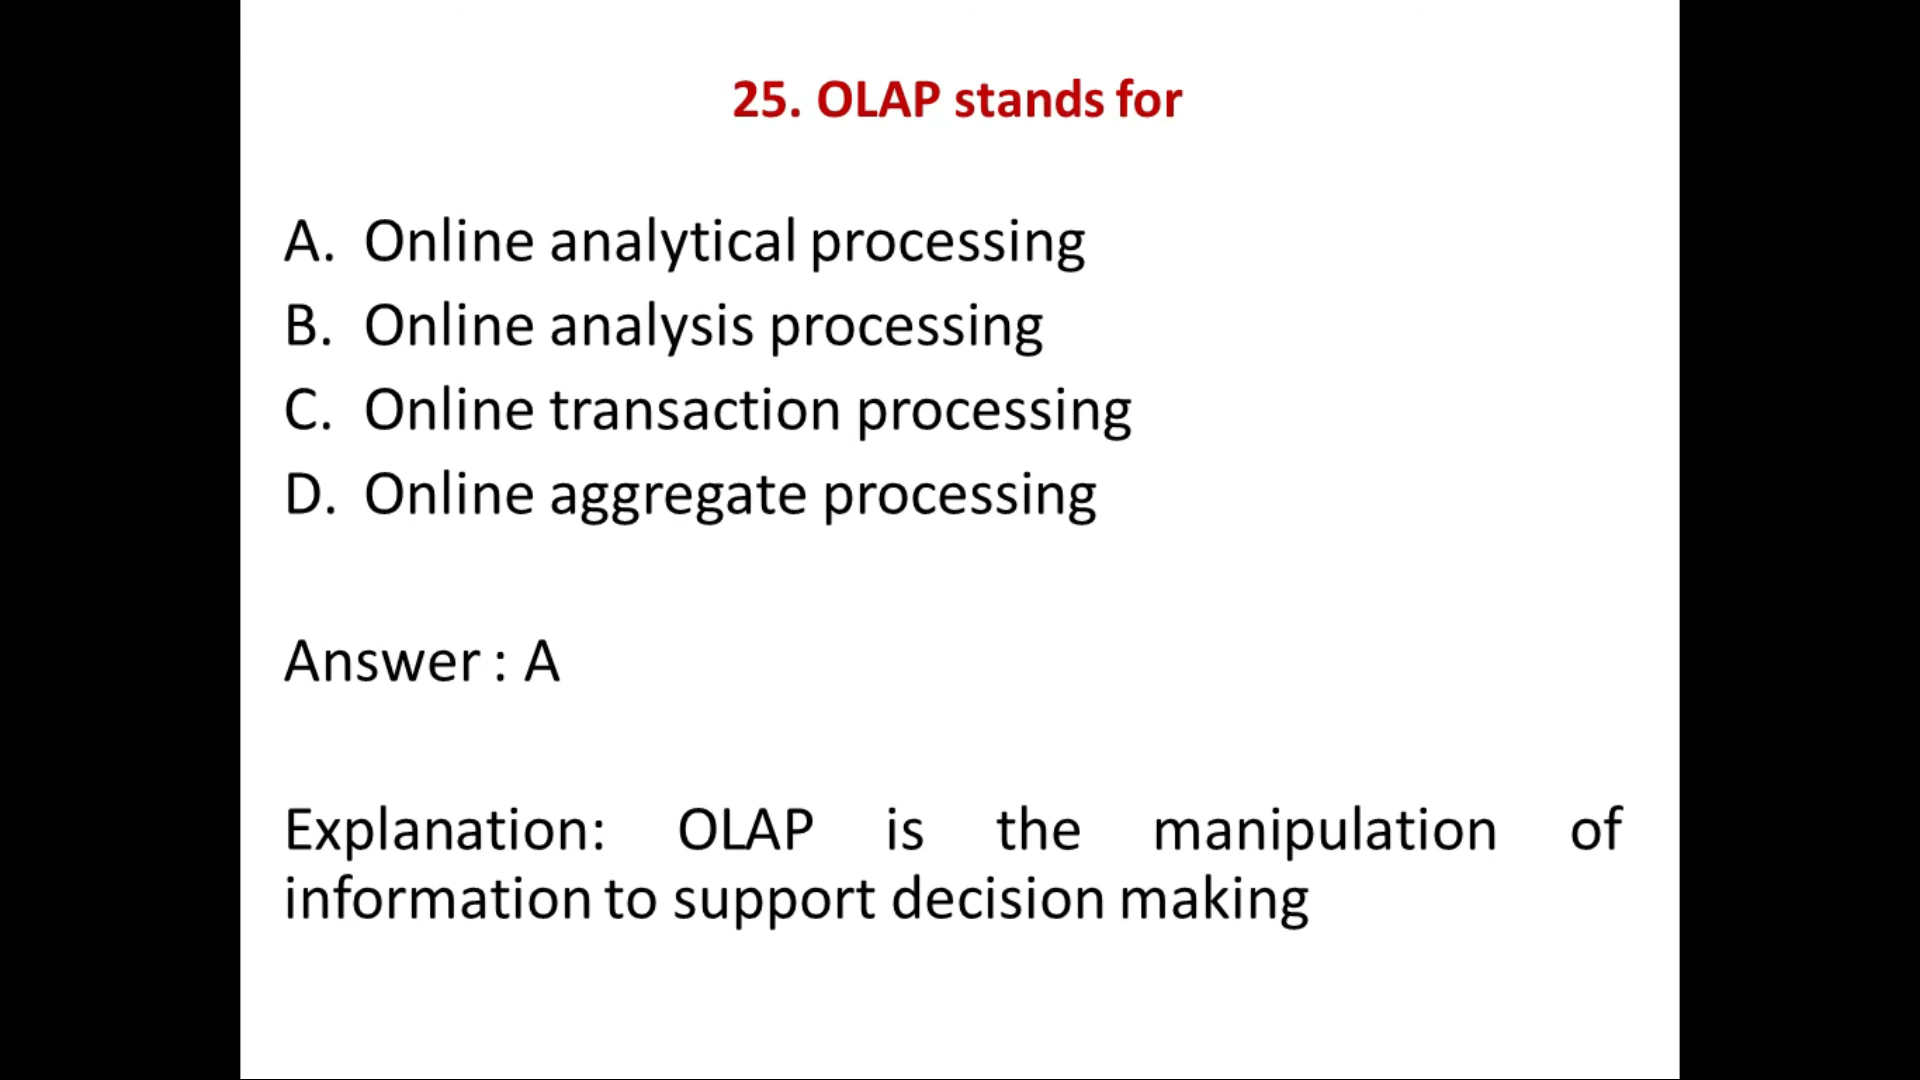 25. OLAP stands for
A. Online analytical processing
B. Online analysis processing
C. Online transaction processing
D. Online aggregate processing
Answer : A
Explanation: OLAP is the manipulation of
information to support decision making